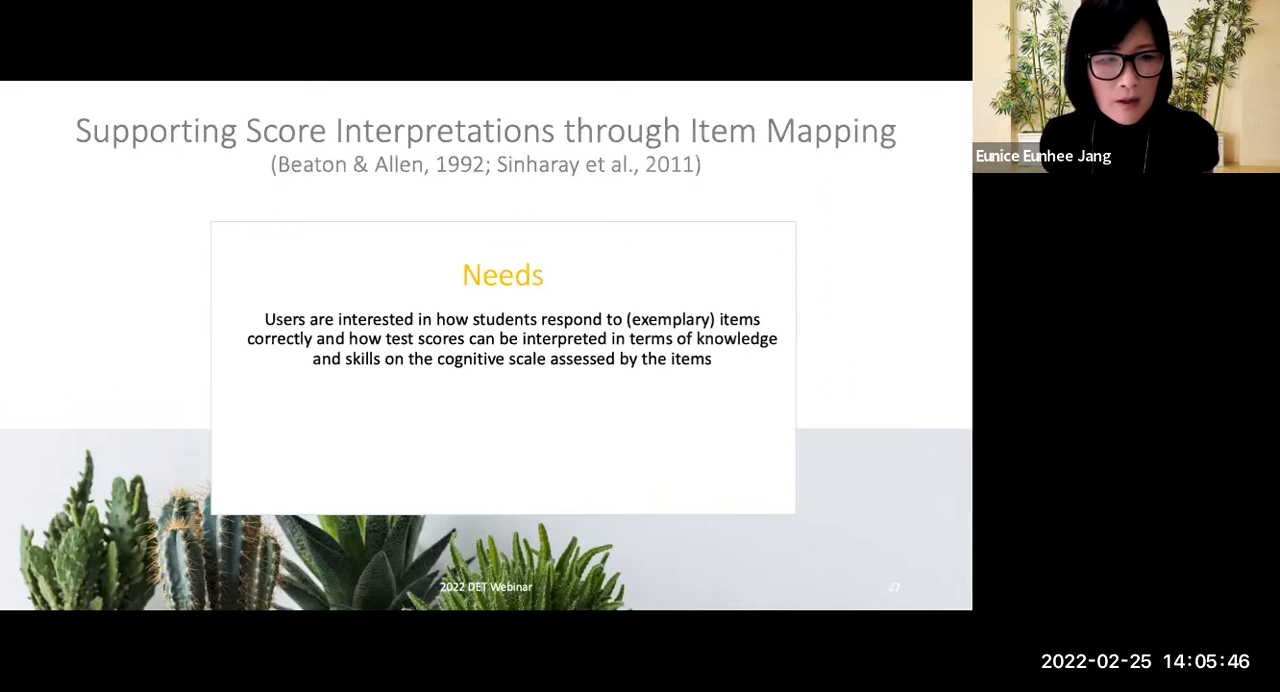 Supporting Score Interpretations through Item Mapping
(Beaton & Allen, 1992; Sinharay et al., 2011)
Needs
Users are interested in how students respond to (exemplary) items
correctly and how test scores can be interpreted in terms of knowledge
and skills on the cognitive scale assessed by the items
2022 DET Webinar
27
Eunice Eunhee Jang
2022-02-25 14:05:46